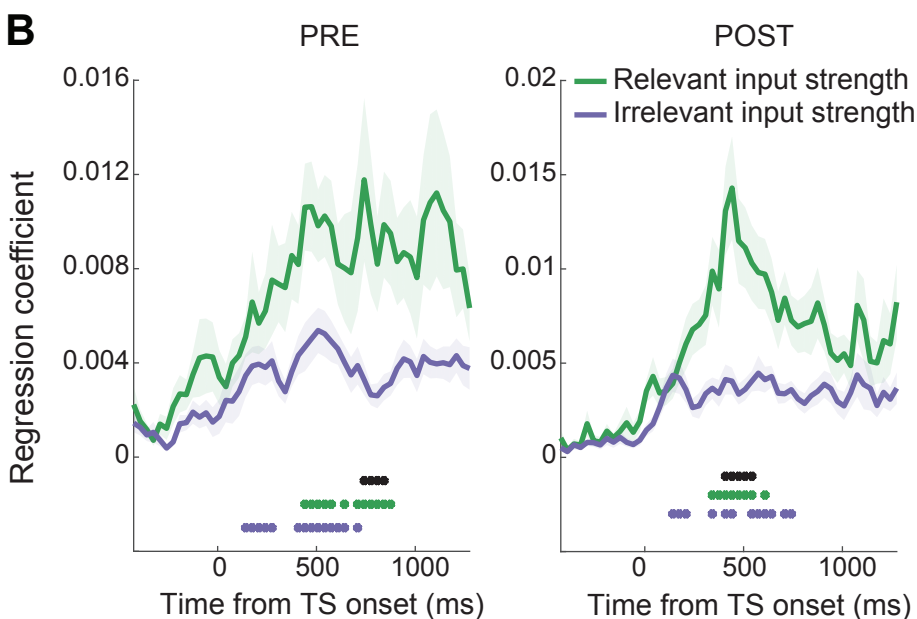 B
PRE
POST
0.016
0.012
0.008
0.004
0
0.02
0.015
0.01
0.005
0
Relevant input strength
Irrelevant input strength
Regression coefficient
0 500 1000
0 500 1000
Time from TS onset (ms)
Time from TS onset (ms)